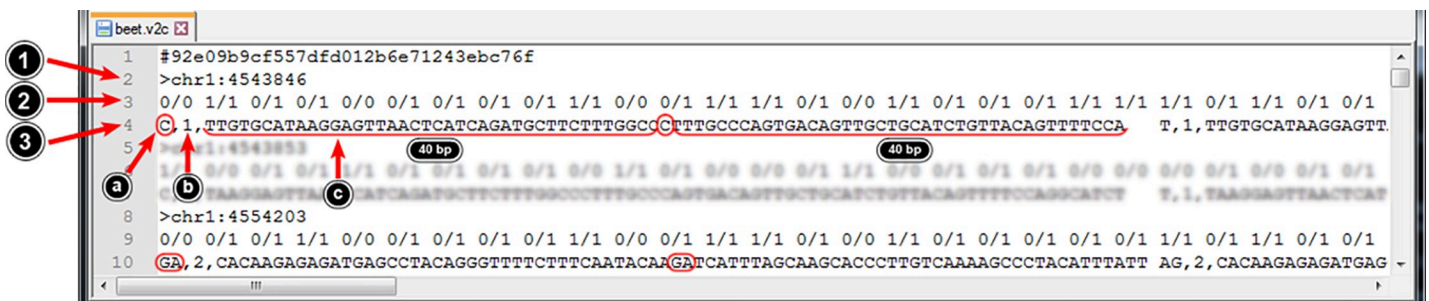 beet.v2c
1
1 #92e09b9cf557dfd012b6e71243ebc76f
2 >chr1:4543846
2
3 0/0 1/1 0/1 0/1 0/0 0/1 0/1 0/1 0/1 1/1 0/0 0/1 1/1 1/1 0/1 0/0 1/1 0/1 0/1 0/1 0/1 1/1 1/1 1/1 0/1 1/1 0/1 0/1
3
4 C,1,TTGTGCATAAGGAGTTAACTCATCAGATGCTTCTTTGGCCCTTTGCCCAGTGACAGTTGCTGCATCTGTTACAGTTTTCCA T,1,TTGTGCATAAGGAGTT
5 >chr1:4543853
40 bp 40 bp
a b c
8 >chr1:4554203
9 0/0 0/1 0/1 1/1 0/0 0/1 0/1 0/1 0/1 1/1 0/0 0/1 1/1 1/1 0/1 0/0 1/1 0/1 0/1 0/1 0/1 0/1 1/1 0/1 1/1 0/1 0/1
10 GA,2,CACAAGAGAGATGAGCCTACAGGGTTTTCTTTCAATACAAGATCATTTAGCAAGCACCCTTGTCAAAAGCCCTACATTTATT AG,2,CACAAGAGAGATGAG